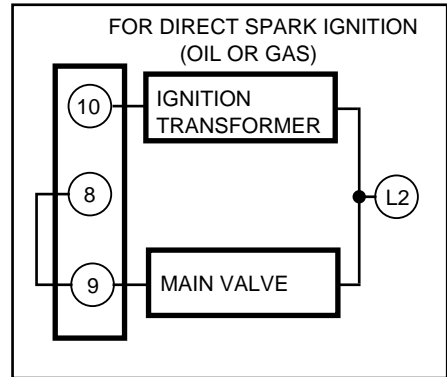 FOR DIRECT SPARK IGNITION
(OIL OR GAS)
10
IGNITION
TRANSFORMER
8
L2
9
MAIN VALVE